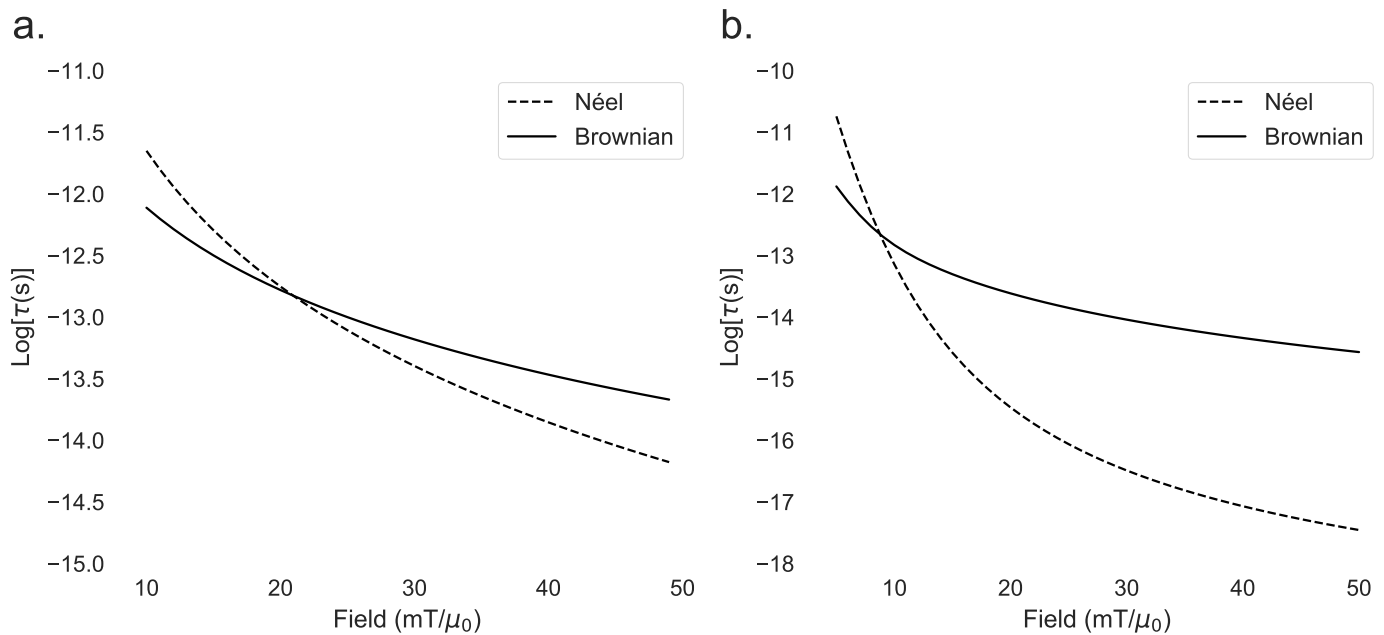 a.
−11.0
−11.5
−12.0
−12.5
−13.0
−13.5
−14.0
−14.5
−15.0
Log[τ(s)]
10 20 30 40 50
Field (mT/μ₀)
Néel
Brownian
b.
−10
−11
−12
−13
−14
−15
−16
−17
−18
Log[τ(s)]
10 20 30 40 50
Field (mT/μ₀)
Néel
Brownian